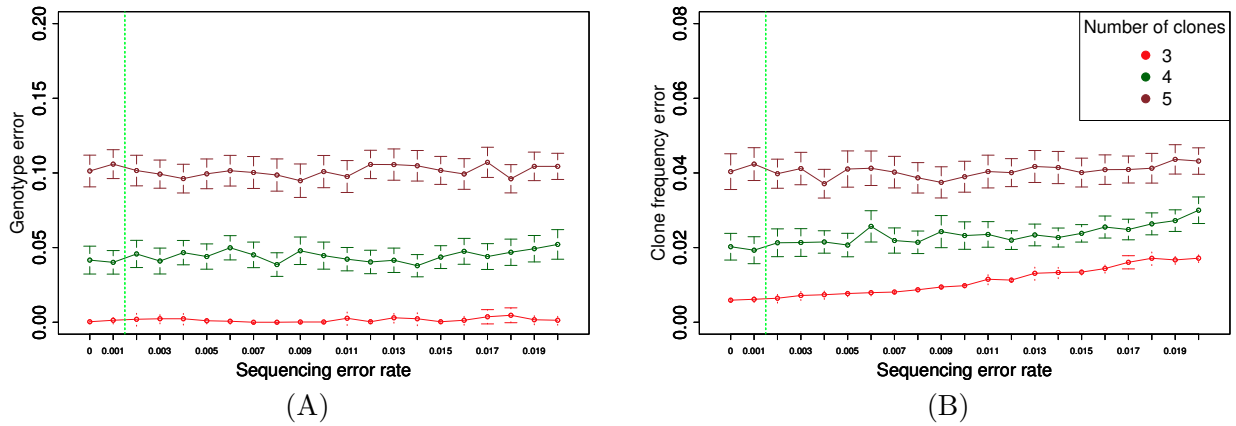 0.20
0.15
0.10
0.05
0.00
Genotype error
0 0.001 0.003 0.005 0.007 0.009 0.011 0.013 0.015 0.017 0.019
Sequencing error rate
(A)
0.08
0.06
0.04
0.02
0.00
Clone frequency error
Number of clones
3
4
5
0 0.001 0.003 0.005 0.007 0.009 0.011 0.013 0.015 0.017 0.019
Sequencing error rate
(B)